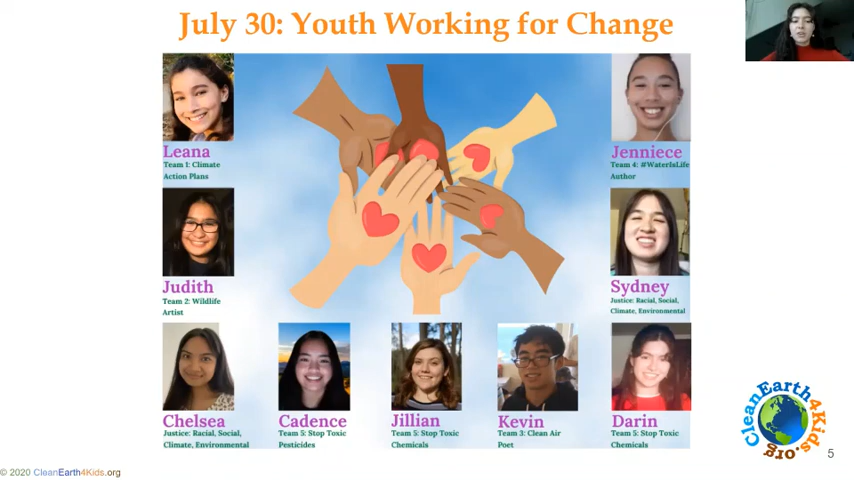 July 30: Youth Working for Change
Leana
Team 1: Climate
Action Plans
Jenniece
Team 4: #WaterIsLife
Author
Judith
Team 2: Wildlife
Artist
Sydney
Justice: Racial, Social,
Climate, Environmental
Chelsea
Justice: Racial, Social,
Climate, Environmental
Cadence
Team 5: Stop Toxic
Pesticides
Jillian
Team 5: Stop Toxic
Chemicals
Kevin
Team 3: Clean Air
Poet
Darin
Team 5: Stop Toxic
Chemicals
CleanEarth4Kids.org
5
© 2020 CleanEarth4Kids.org